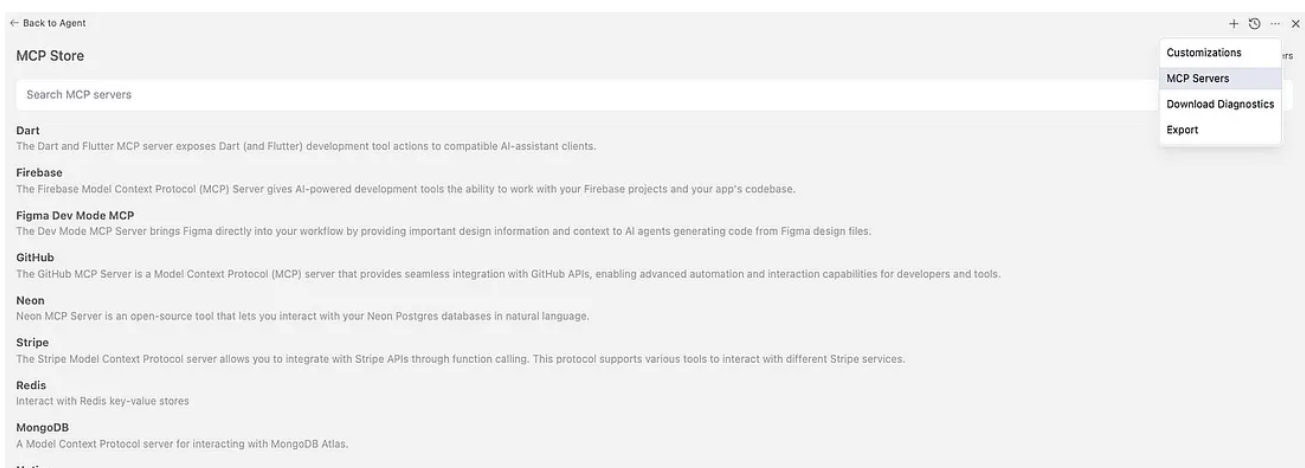 ← Back to Agent
MCP Store
Customizations
MCP Servers
Download Diagnostics
Export
Search MCP servers
Dart
The Dart and Flutter MCP server exposes Dart (and Flutter) development tool actions to compatible AI-assistant clients.
Firebase
The Firebase Model Context Protocol (MCP) Server gives AI-powered development tools the ability to work with your Firebase projects and your app's codebase.
Figma Dev Mode MCP
The Dev Mode MCP Server brings Figma directly into your workflow by providing important design information and context to AI agents generating code from Figma design files.
GitHub
The GitHub MCP Server is a Model Context Protocol (MCP) server that provides seamless integration with GitHub APIs, enabling advanced automation and interaction capabilities for developers and tools.
Neon
Neon MCP Server is an open-source tool that lets you interact with your Neon Postgres databases in natural language.
Stripe
The Stripe Model Context Protocol server allows you to integrate with Stripe APIs through function calling. This protocol supports various tools to interact with different Stripe services.
Redis
Interact with Redis key-value stores
MongoDB
A Model Context Protocol server for interacting with MongoDB Atlas.